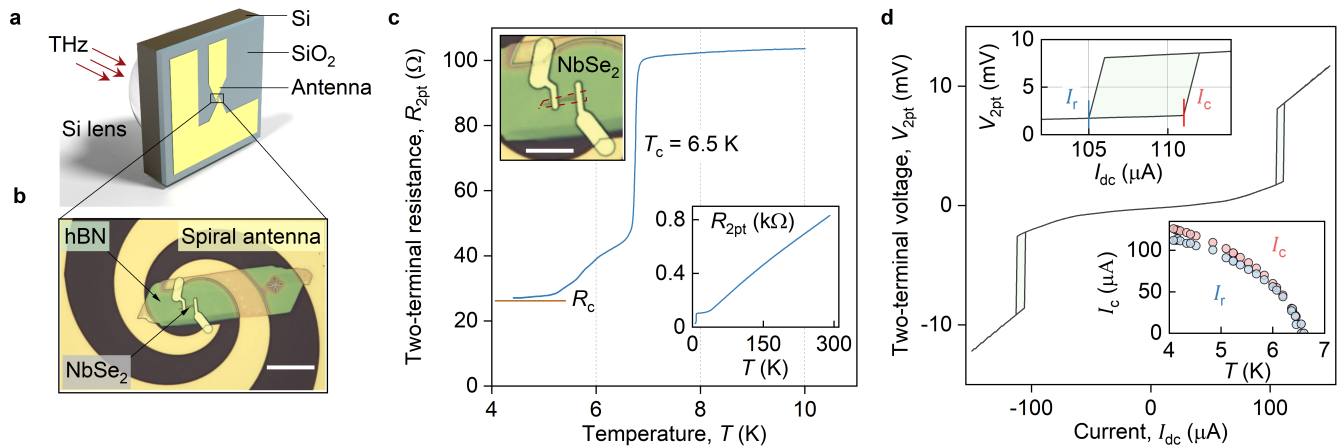 a
THz
Si
SiO2
Antenna
Si lens
b
hBN
Spiral antenna
NbSe2
c
Two-terminal resistance, R2pt (Ω)
100
80
60
40
20
0
4
6
8
10
Temperature, T (K)
NbSe2
Tc = 6.5 K
Rc
R2pt (kΩ)
0.8
0.4
0
0
150
300
T (K)
d
Two-terminal voltage, V2pt (mV)
10
0
-10
-100
0
100
Current, Idc (µA)
V2pt (mV)
10
5
0
Ir
Ic
105
110
Idc (µA)
Ic (µA)
100
50
0
Ic
Ir
4
5
6
7
T (K)